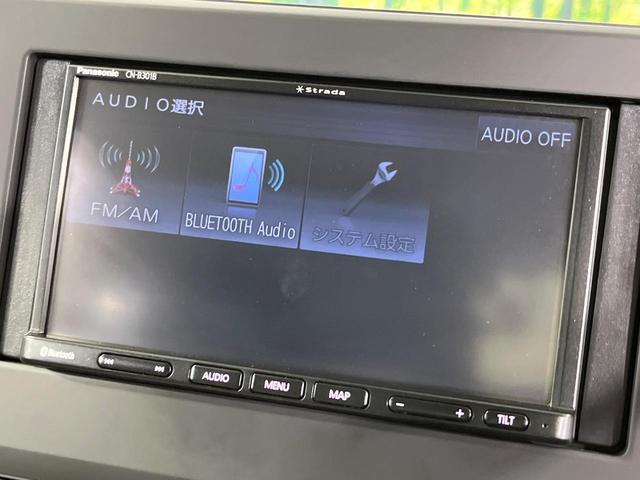 Panasonic CN-B301B
Strada
AUDIO選択
AUDIO OFF
FM/AM
BLUETOOTH Audio
システム設定
Bluetooth
AUDIO
MENU
MAP
- +
TILT